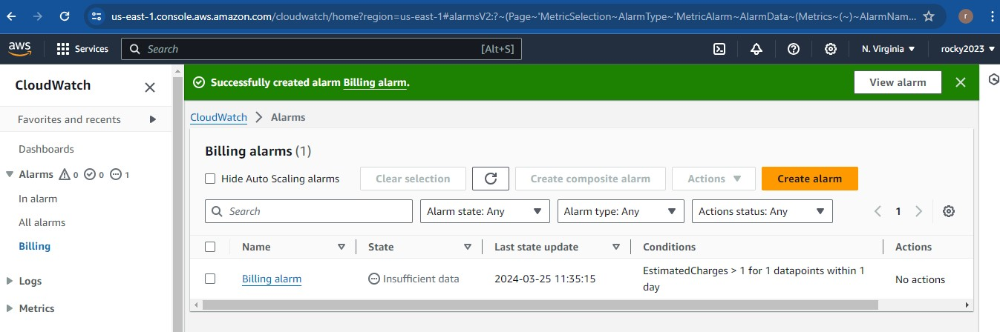 us-east-1.console.aws.amazon.com/cloudwatch/home?region=us-east-1#alarmsV2:?~(Page~'MetricSelection~AlarmType~'MetricAlarm~AlarmData~(Metrics~(~)~AlarmNam... r
aws Services Search [Alt+S] N. Virginia rocky2023
CloudWatch
Successfully created alarm Billing alarm. View alarm
Favorites and recents
CloudWatch Alarms
Dashboards
Billing alarms (1)
Alarms 0 0 1
Hide Auto Scaling alarms Clear selection Create composite alarm Actions Create alarm
In alarm
Search Alarm state: Any Alarm type: Any Actions status: Any 1
All alarms
Billing
Name State Last state update Conditions Actions
Logs
Billing alarm Insufficient data 2024-03-25 11:35:15 EstimatedCharges > 1 for 1 datapoints within 1 No actions
day
Metrics